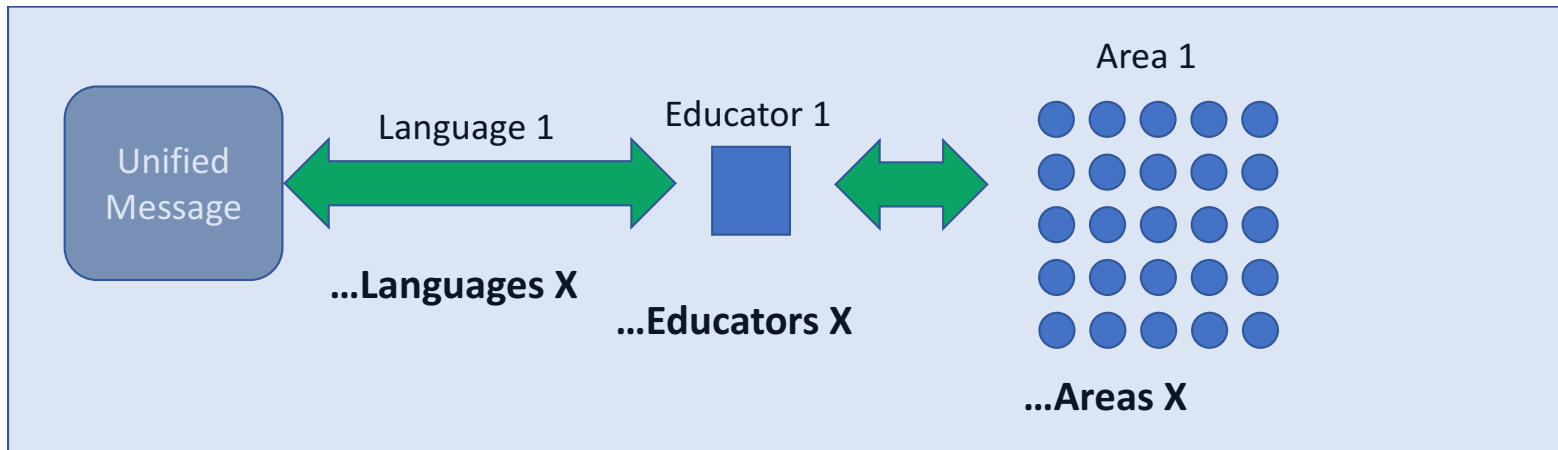 Unified
Message
Language 1
…Languages X
Educator 1
…Educators X
Area 1
…Areas X